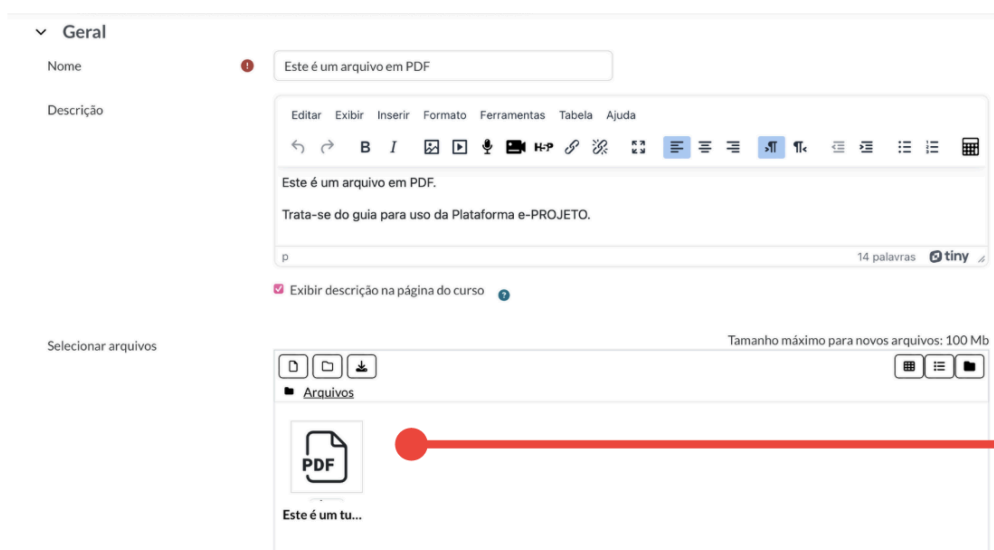 Geral
Nome
Este é um arquivo em PDF
Descrição
Editar Exibir Inserir Formato Ferramentas Tabela Ajuda
B I H-P
Este é um arquivo em PDF.
Trata-se do guia para uso da Plataforma e-PROJETO.
p 14 palavras tiny
Exibir descrição na página do curso
Selecionar arquivos
Tamanho máximo para novos arquivos: 100 Mb
Arquivos
PDF
Este é um tu...